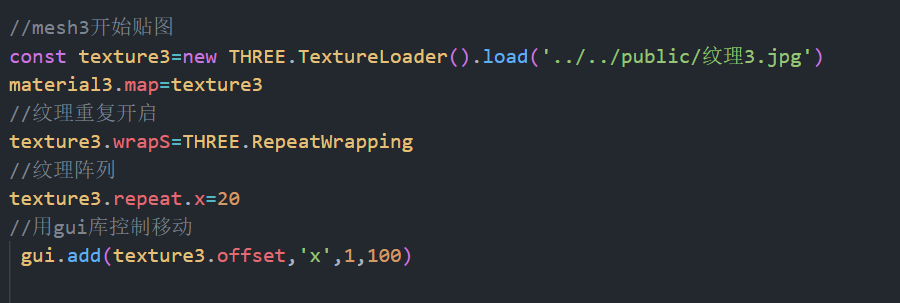 //mesh3开始贴图
const texture3=new THREE.TextureLoader().load('../../public/纹理3.jpg')
material3.map=texture3
//纹理重复开启
texture3.wrapS=THREE.RepeatWrapping
//纹理阵列
texture3.repeat.x=20
//用gui库控制移动
gui.add(texture3.offset,'x',1,100)